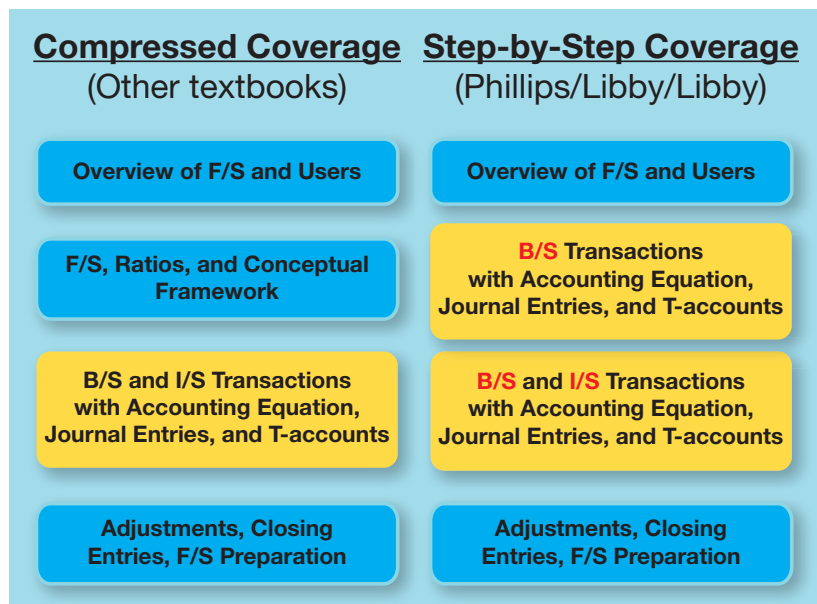 Compressed Coverage
(Other textbooks)
Overview of F/S and Users
F/S, Ratios, and Conceptual
Framework
B/S and I/S Transactions
with Accounting Equation,
Journal Entries, and T-accounts
Adjustments, Closing
Entries, F/S Preparation
Step-by-Step Coverage
(Phillips/Libby/Libby)
Overview of F/S and Users
B/S Transactions
with Accounting Equation,
Journal Entries, and T-accounts
B/S and I/S Transactions
with Accounting Equation,
Journal Entries, and T-accounts
Adjustments, Closing
Entries, F/S Preparation